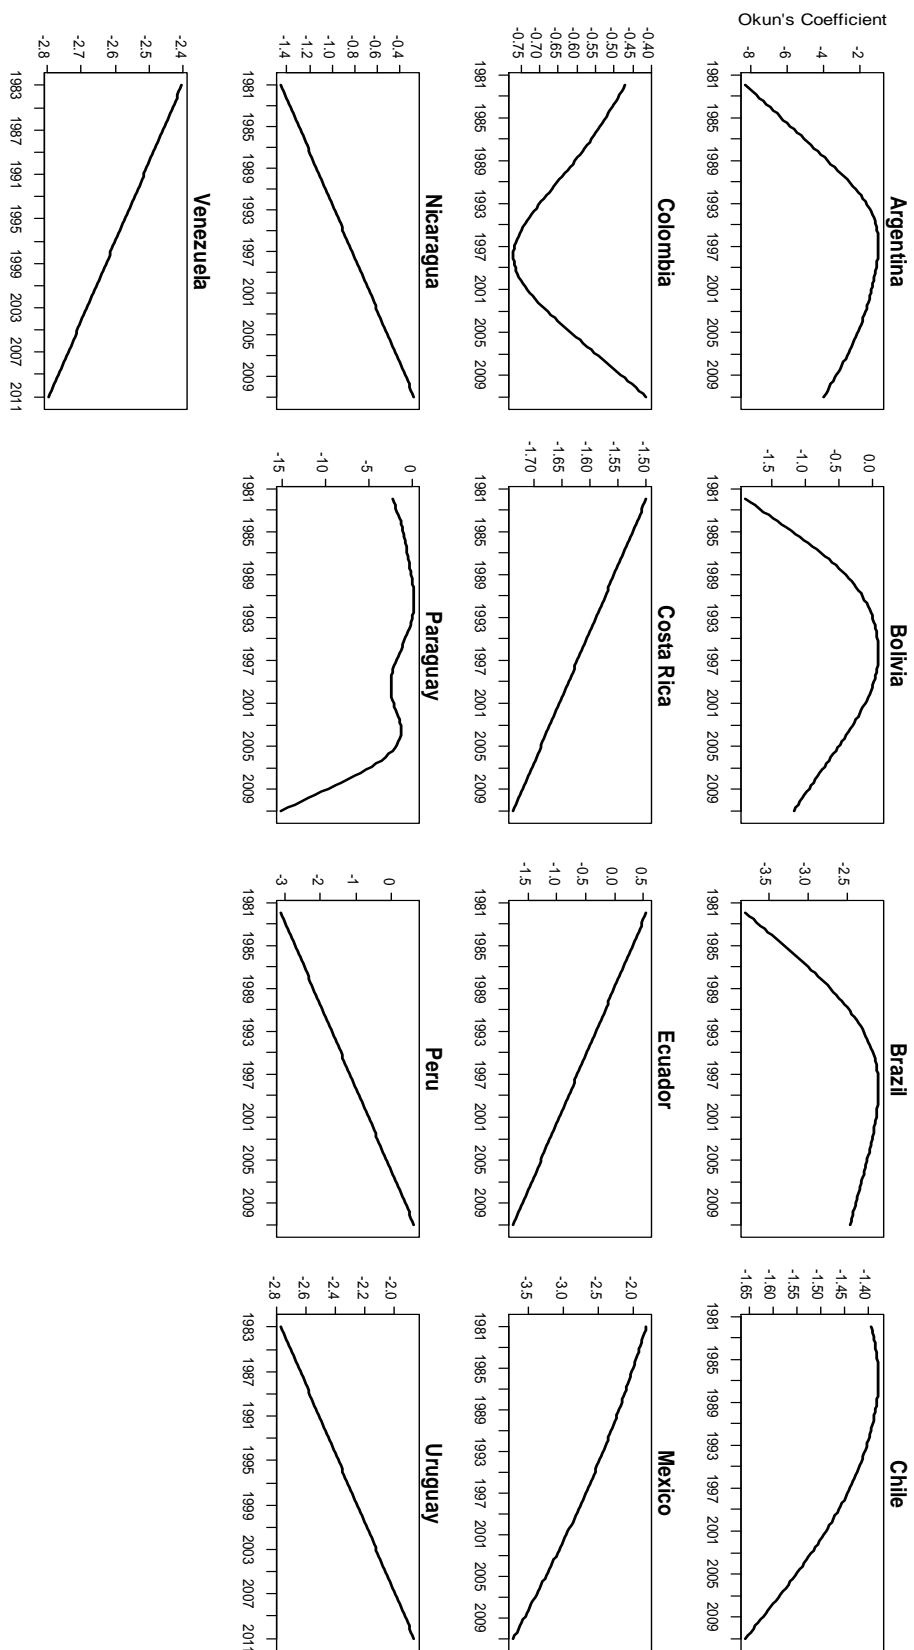 Okun's Coefficient
Argentina
-2
-4
-6
-8
1981 1985 1989 1993 1997 2001 2005 2009
Bolivia
0.0
-0.5
-1.0
-1.5
1981 1985 1989 1993 1997 2001 2005 2009
Brazil
-2.5
-3.0
-3.5
1981 1985 1989 1993 1997 2001 2005 2009
Chile
-1.40
-1.45
-1.50
-1.55
-1.60
-1.65
1981 1985 1989 1993 1997 2001 2005 2009
Colombia
-0.40
-0.45
-0.50
-0.55
-0.60
-0.65
-0.70
-0.75
1981 1985 1989 1993 1997 2001 2005 2009
Costa Rica
-1.50
-1.55
-1.60
-1.65
-1.70
1981 1985 1989 1993 1997 2001 2005 2009
Ecuador
0.5
0.0
-0.5
-1.0
-1.5
1981 1985 1989 1993 1997 2001 2005 2009
Mexico
-2.0
-2.5
-3.0
-3.5
1981 1985 1989 1993 1997 2001 2005 2009
Nicaragua
-0.4
-0.6
-0.8
-1.0
-1.2
-1.4
1981 1985 1989 1993 1997 2001 2005 2009
Paraguay
0
-5
-10
-15
1981 1985 1989 1993 1997 2001 2005 2009
Peru
0
-1
-2
-3
1981 1985 1989 1993 1997 2001 2005 2009
Uruguay
-2.0
-2.2
-2.4
-2.6
-2.8
1983 1987 1991 1995 1999 2003 2007 2011
Venezuela
-2.4
-2.5
-2.6
-2.7
-2.8
1983 1987 1991 1995 1999 2003 2007 2011